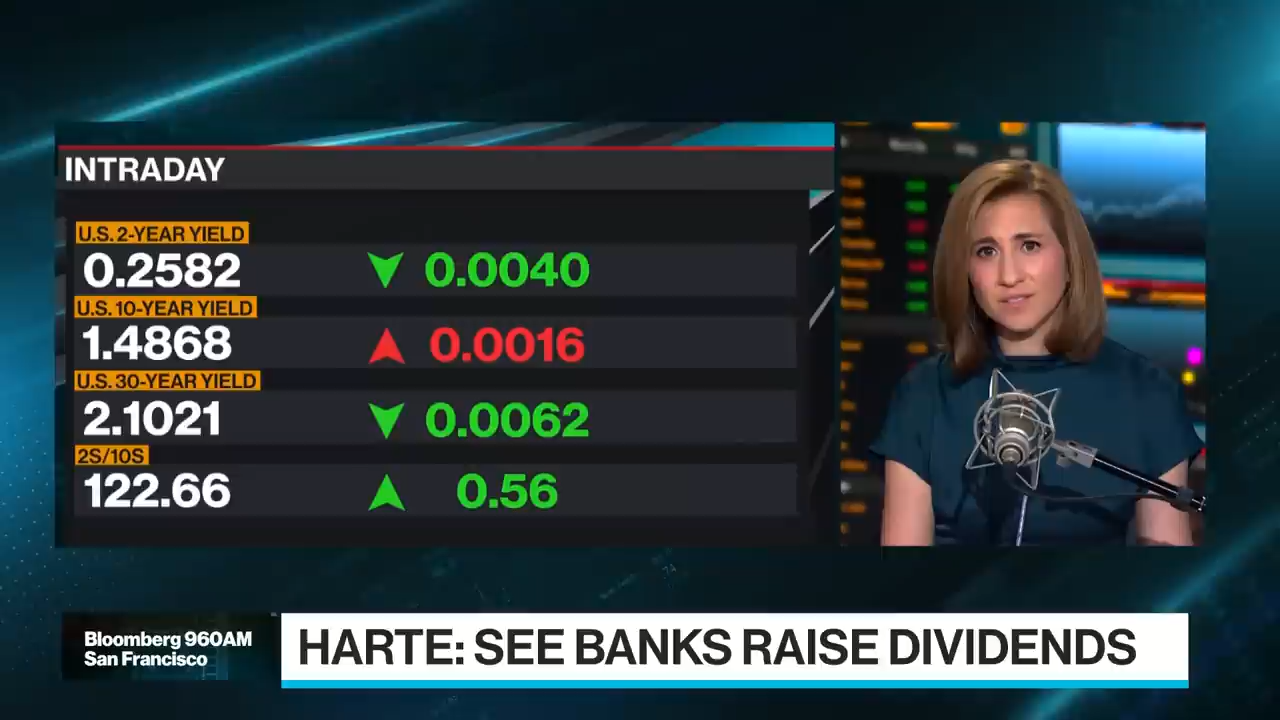 INTRADAY
U.S. 2-YEAR YIELD
0.2582 0.0040
U.S. 10-YEAR YIELD
1.4868 0.0016
U.S. 30-YEAR YIELD
2.1021 0.0062
2S/10S
122.66 0.56
Bloomberg 960AM
San Francisco
HARTE: SEE BANKS RAISE DIVIDENDS